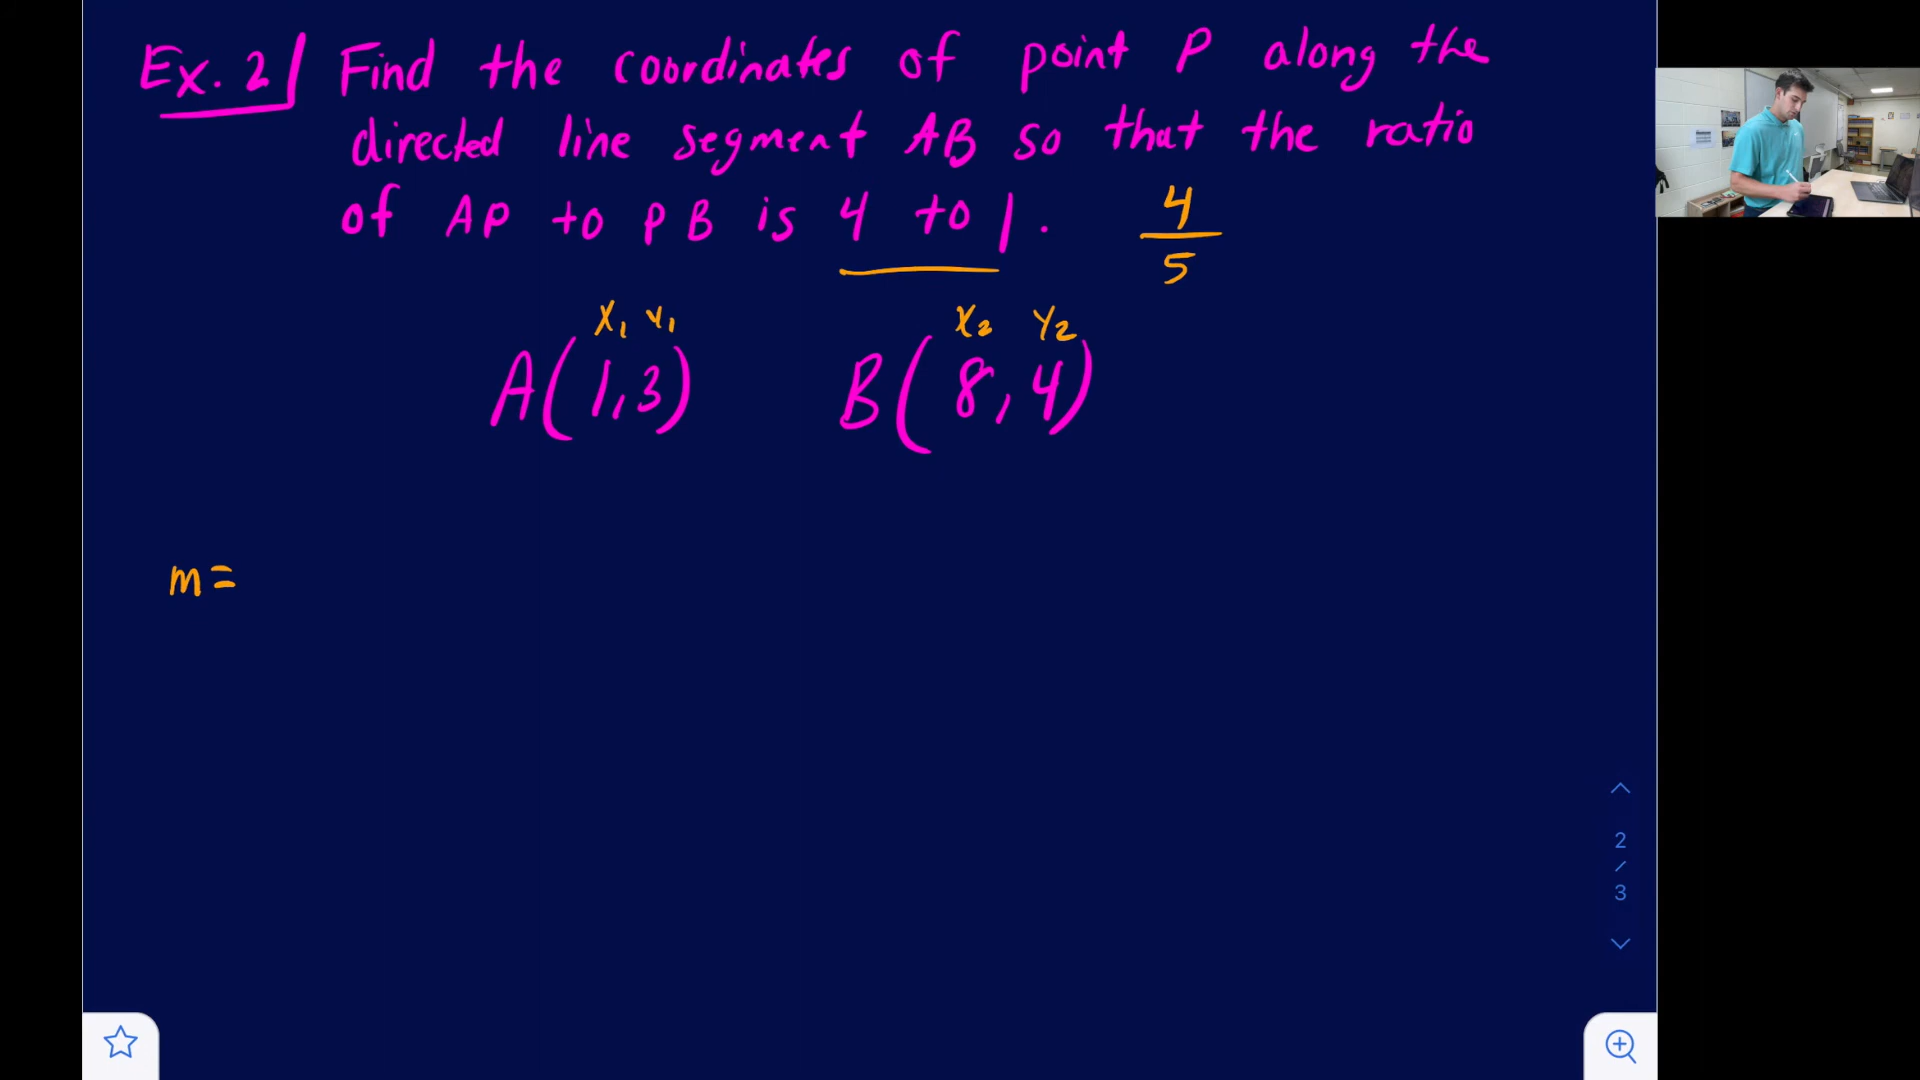 Ex. 2 Find the coordinates of point P along the
directed line segment AB so that the ratio
of AP to PB is 4 to 1. 4/5
x₁ y₁ x₂ y₂
A(1,3) B(8,4)
m=
2
/
3